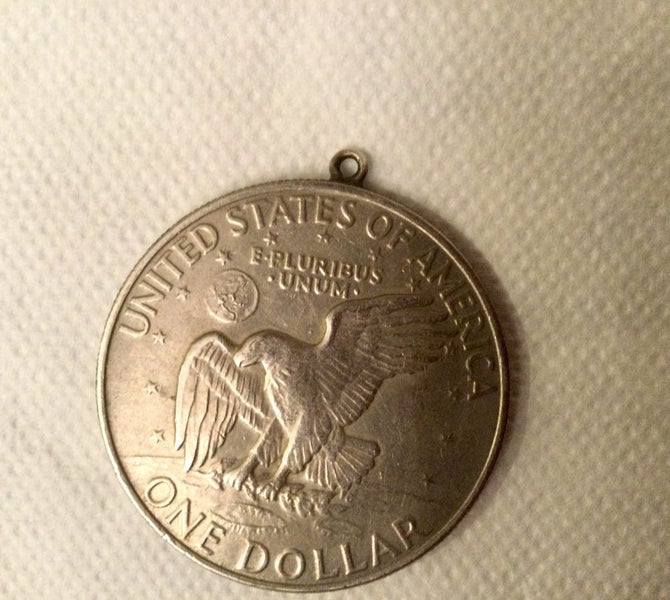 UNITED STATES OF AMERICA
E·PLURIBUS
·UNUM·
ONE DOLLAR